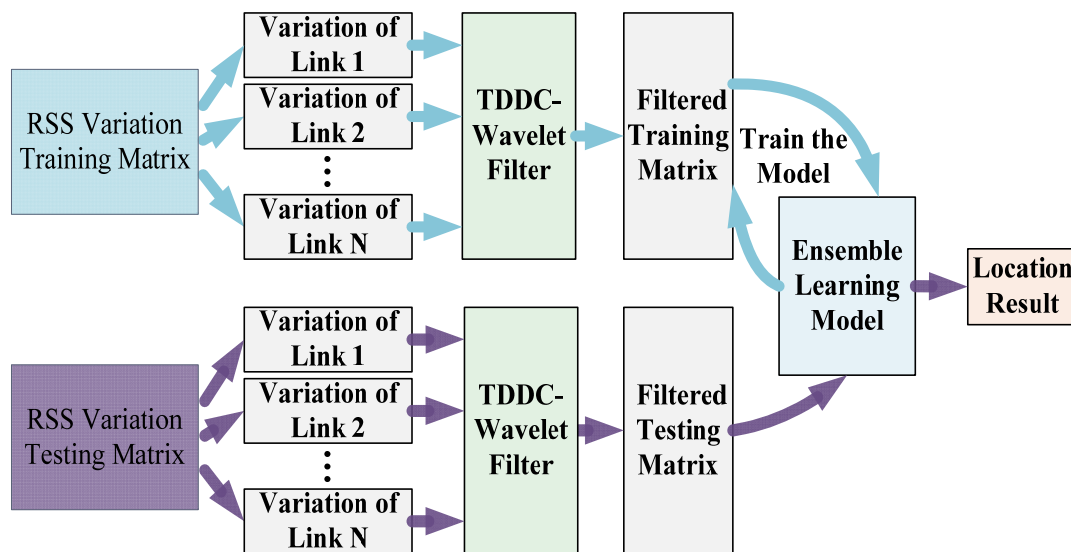 RSS Variation
Training Matrix
Variation of
Link 1
Variation of
Link 2
Variation of
Link N
TDDC-
Wavelet
Filter
Filtered
Training
Matrix
Train the
Model
Ensemble
Learning
Model
Location
Result
RSS Variation
Testing Matrix
Variation of
Link 1
Variation of
Link 2
Variation of
Link N
TDDC-
Wavelet
Filter
Filtered
Testing
Matrix